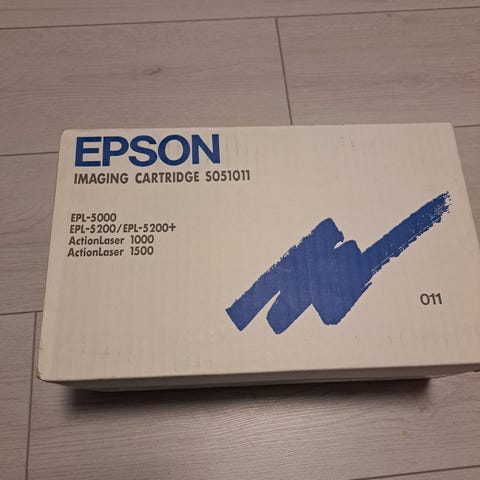 EPSON
IMAGING CARTRIDGE S051011
EPL-5000
EPL-5200/EPL-5200+
ActionLaser 1000
ActionLaser 1500
011